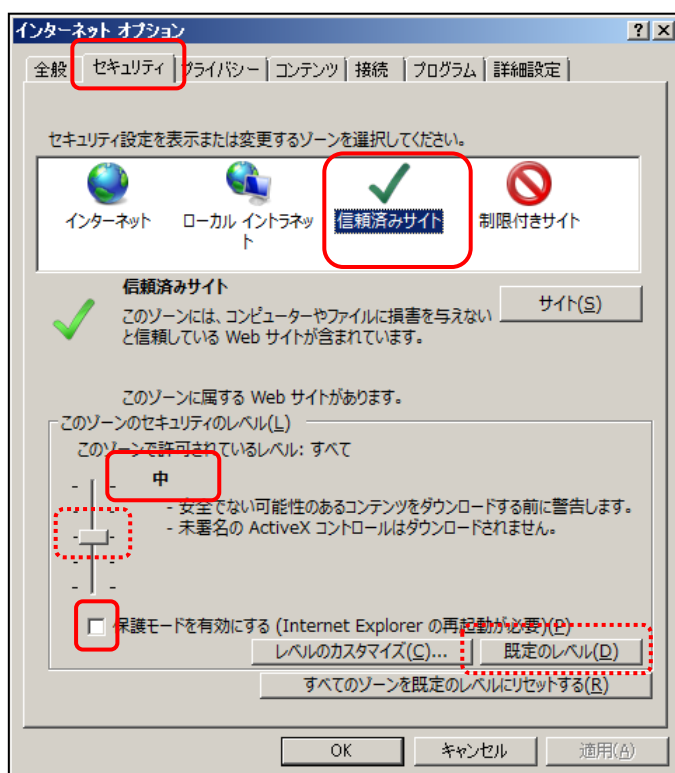 インターネット オプション
全般 セキュリティ プライバシー コンテンツ 接続 プログラム 詳細設定
セキュリティ設定を表示または変更するゾーンを選択してください。
インターネット ローカル イントラネット 信頼済みサイト 制限付きサイト
信頼済みサイト
サイト(S)
このゾーンには、コンピューターやファイルに損害を与えない
と信頼している Web サイトが含まれています。
このゾーンに属する Web サイトがあります。
このゾーンのセキュリティのレベル(L)
このゾーンで許可されているレベル: すべて
中
- 安全でない可能性のあるコンテンツをダウンロードする前に警告します。
- 未署名の ActiveX コントロールはダウンロードされません。
保護モードを有効にする (Internet Explorer の再起動が必要)(P)
レベルのカスタマイズ(C)... 既定のレベル(D)
すべてのゾーンを既定のレベルにリセットする(R)
OK キャンセル 適用(A)